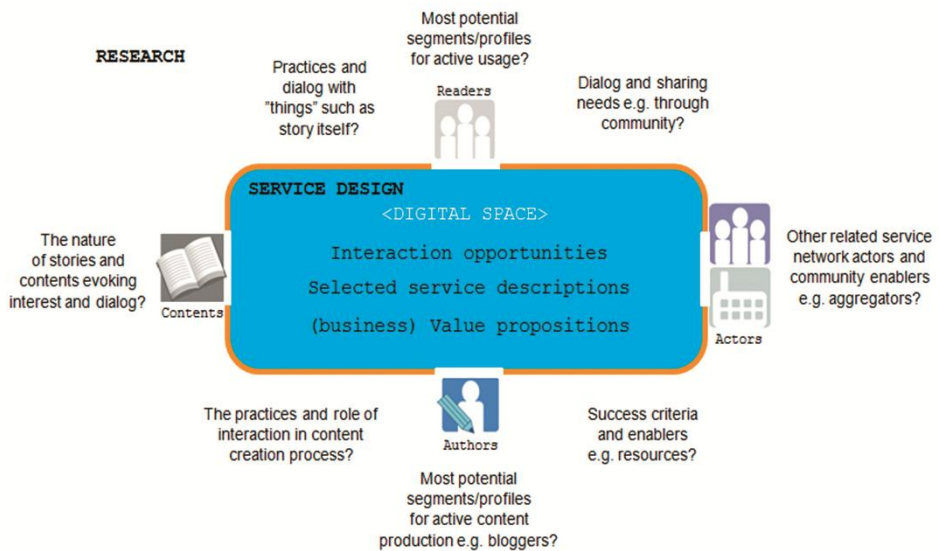 RESEARCH
Most potential
segments/profiles
for active usage?
Readers
Practices and
dialog with
"things" such as
story itself?
Dialog and sharing
needs e.g. through
community?
SERVICE DESIGN
<DIGITAL SPACE>
Interaction opportunities
Selected service descriptions
(business) Value propositions
The nature
of stories and
contents evoking
interest and dialog?
Contents
Other related service
network actors and
community enablers
e.g. aggregators?
Actors
The practices and role of
interaction in content
creation process?
Authors
Most potential
segments/profiles
for active content
production e.g. bloggers?
Success criteria
and enablers
e.g. resources?